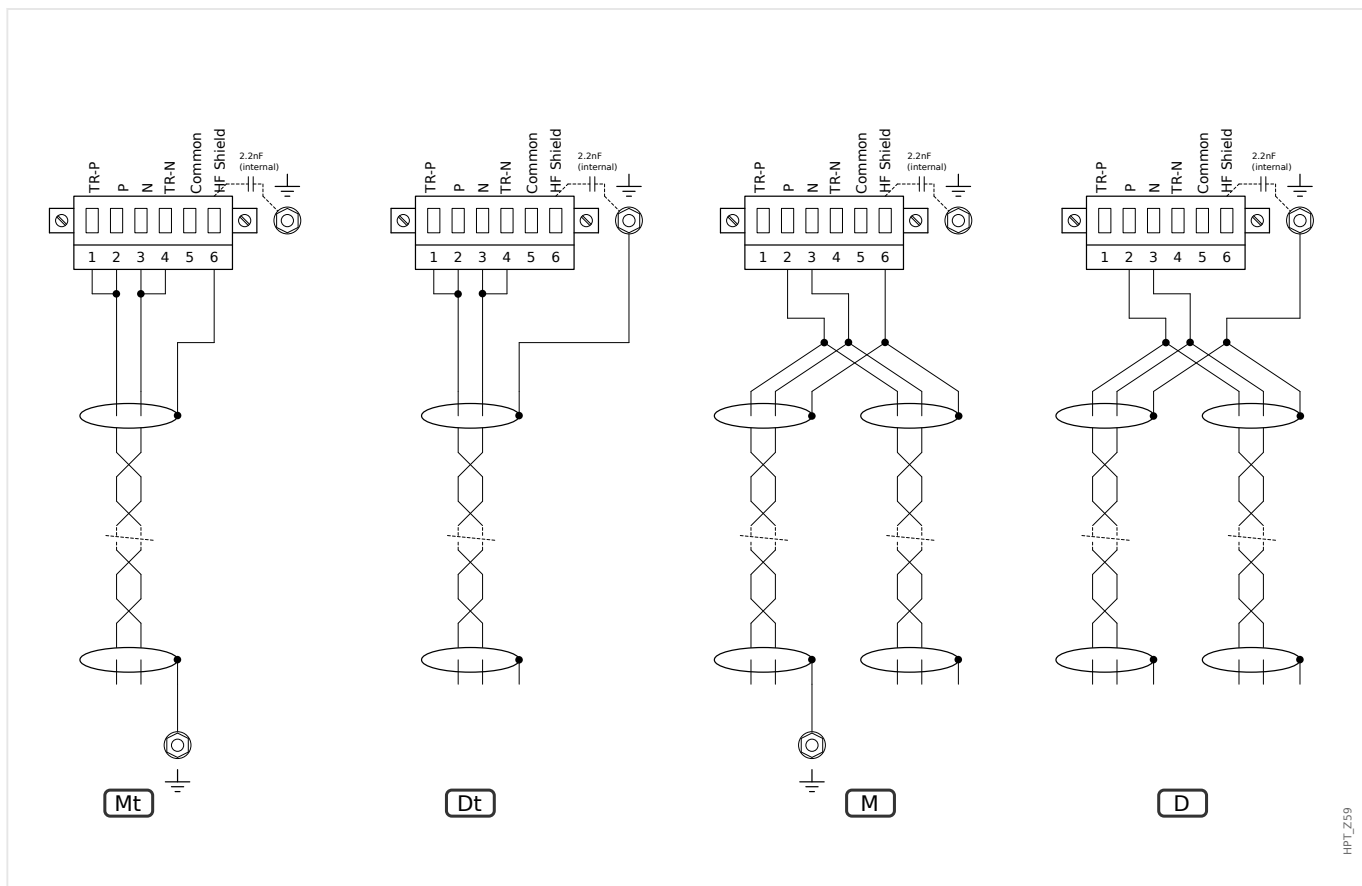 TR-P
P
N
TR-N
Common
HF Shield
2.2nF
(internal)
1 2 3 4 5 6
TR-P
P
N
TR-N
Common
HF Shield
2.2nF
(internal)
1 2 3 4 5 6
TR-P
P
N
TR-N
Common
HF Shield
2.2nF
(internal)
1 2 3 4 5 6
TR-P
P
N
TR-N
Common
HF Shield
2.2nF
(internal)
1 2 3 4 5 6
Mt
Dt
M
D
HPT_Z59